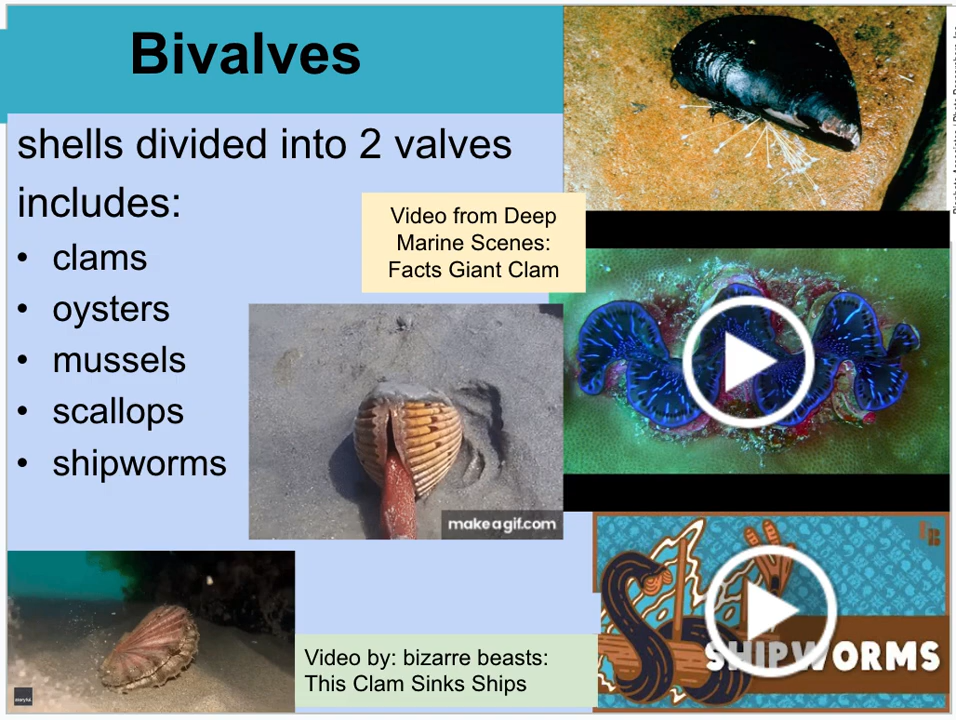 Bivalves
shells divided into 2 valves
includes:
• clams
• oysters
• mussels
• scallops
• shipworms
Video from Deep
Marine Scenes:
Facts Giant Clam
makeagif.com
SHIPWORMS
Video by: bizarre beasts:
This Clam Sinks Ships